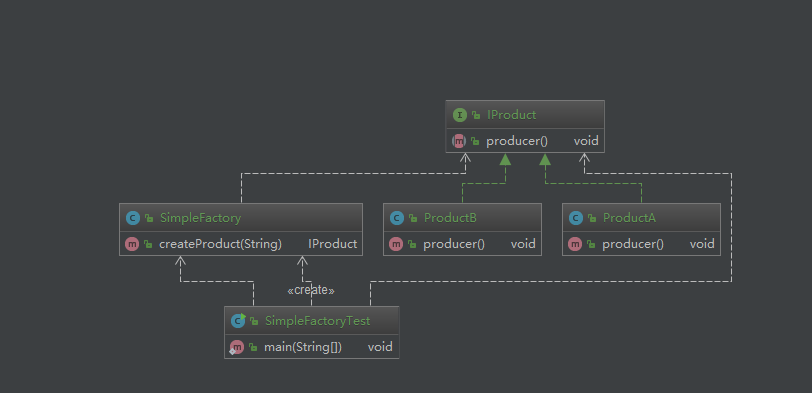 IProduct
producer() void
SimpleFactory
createProduct(String) IProduct
ProductB
producer() void
ProductA
producer() void
«create»
SimpleFactoryTest
main(String[]) void